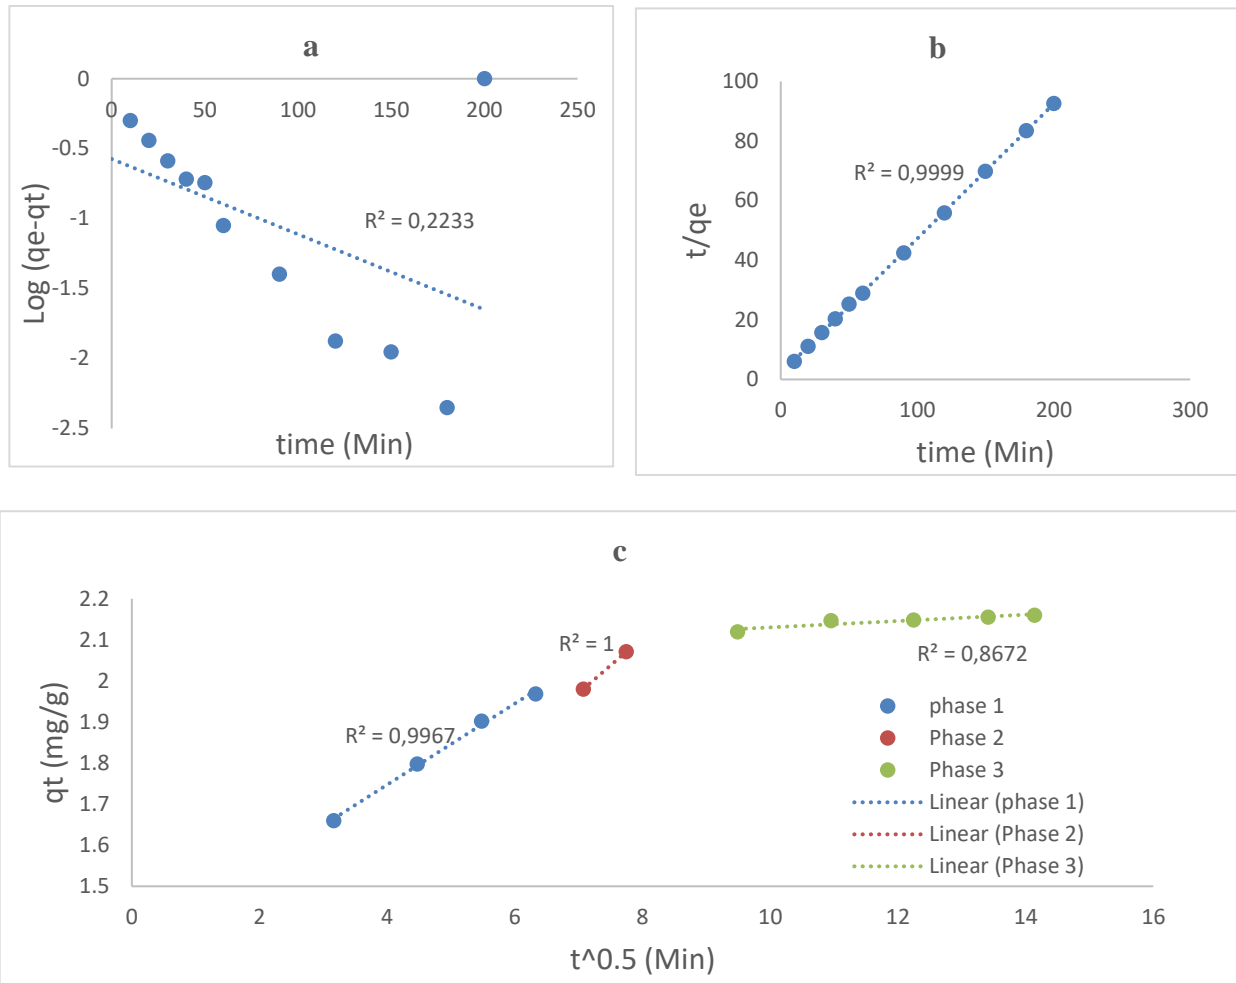 a
0
0 50 100 150 200 250
-0.5
-1
-1.5
-2
-2.5
R² = 0,2233
Log (qe-qt)
time (Min)
b
100
80
60
40
20
0
R² = 0,9999
t/qe
0 100 200 300
time (Min)
c
2.2
2.1
2
1.9
1.8
1.7
1.6
1.5
qt (mg/g)
R² = 0,9967
R² = 1
R² = 0,8672
phase 1
Phase 2
Phase 3
Linear (phase 1)
Linear (Phase 2)
Linear (Phase 3)
0 2 4 6 8 10 12 14 16
t^0.5 (Min)